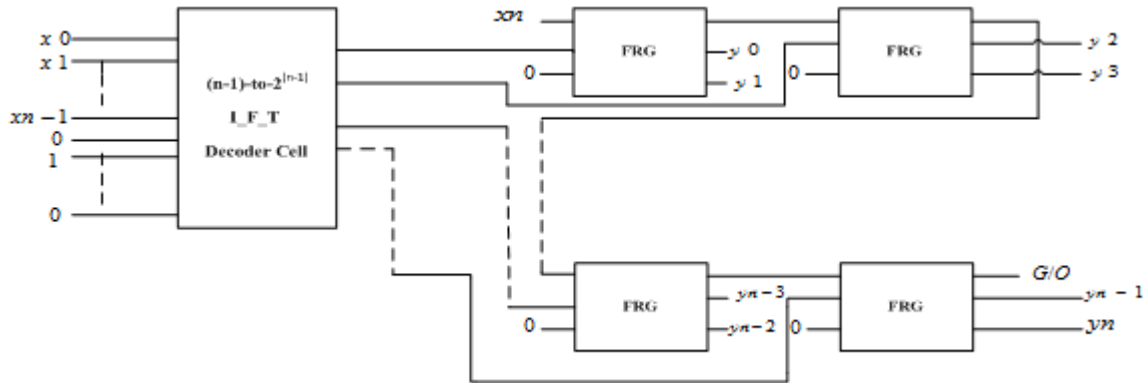 x 0
x 1
xn –1
0
1
0
(n-1)-to-2^[n-1]
I_F_T
Decoder Cell
xn
0
FRG
y 0
y 1
0
FRG
y 2
y 3
0
FRG
yn–3
yn–2
0
FRG
G/O
yn – 1
yn